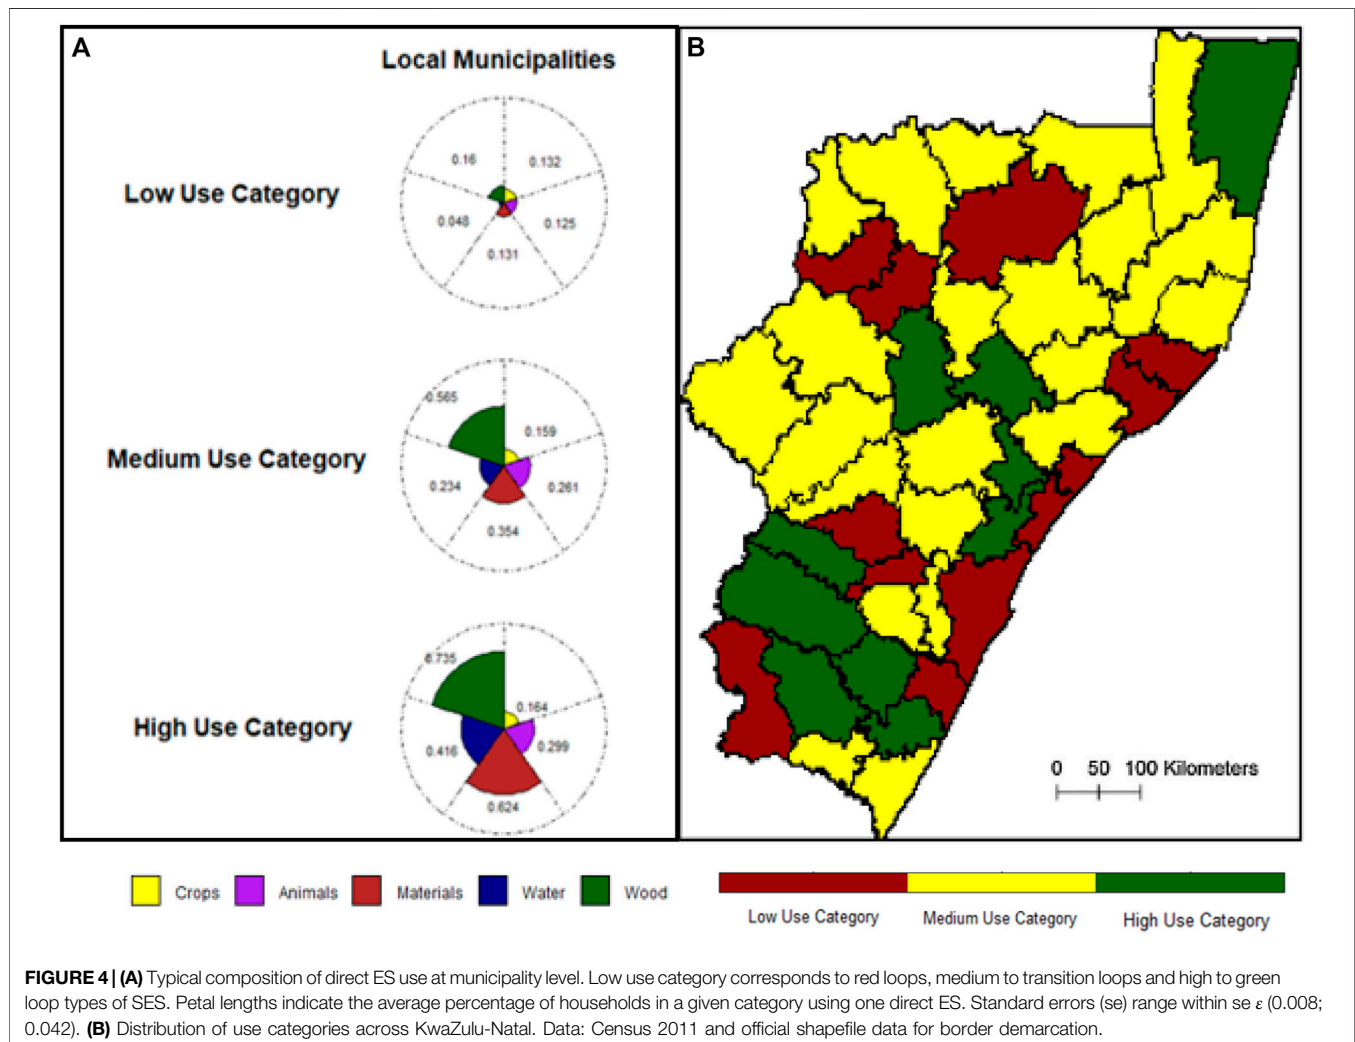 A
Local Municipalities
Low Use Category
0.16
0.132
0.048
0.125
0.131
Medium Use Category
0.565
0.159
0.234
0.261
0.354
High Use Category
0.735
0.164
0.416
0.299
0.624
Crops Animals Materials Water Wood
B
0 50 100 Kilometers
Low Use Category Medium Use Category High Use Category
FIGURE 4 | (A) Typical composition of direct ES use at municipality level. Low use category corresponds to red loops, medium to transition loops and high to green
loop types of SES. Petal lengths indicate the average percentage of households in a given category using one direct ES. Standard errors (se) range within se ε (0.008;
0.042). (B) Distribution of use categories across KwaZulu-Natal. Data: Census 2011 and official shapefile data for border demarcation.